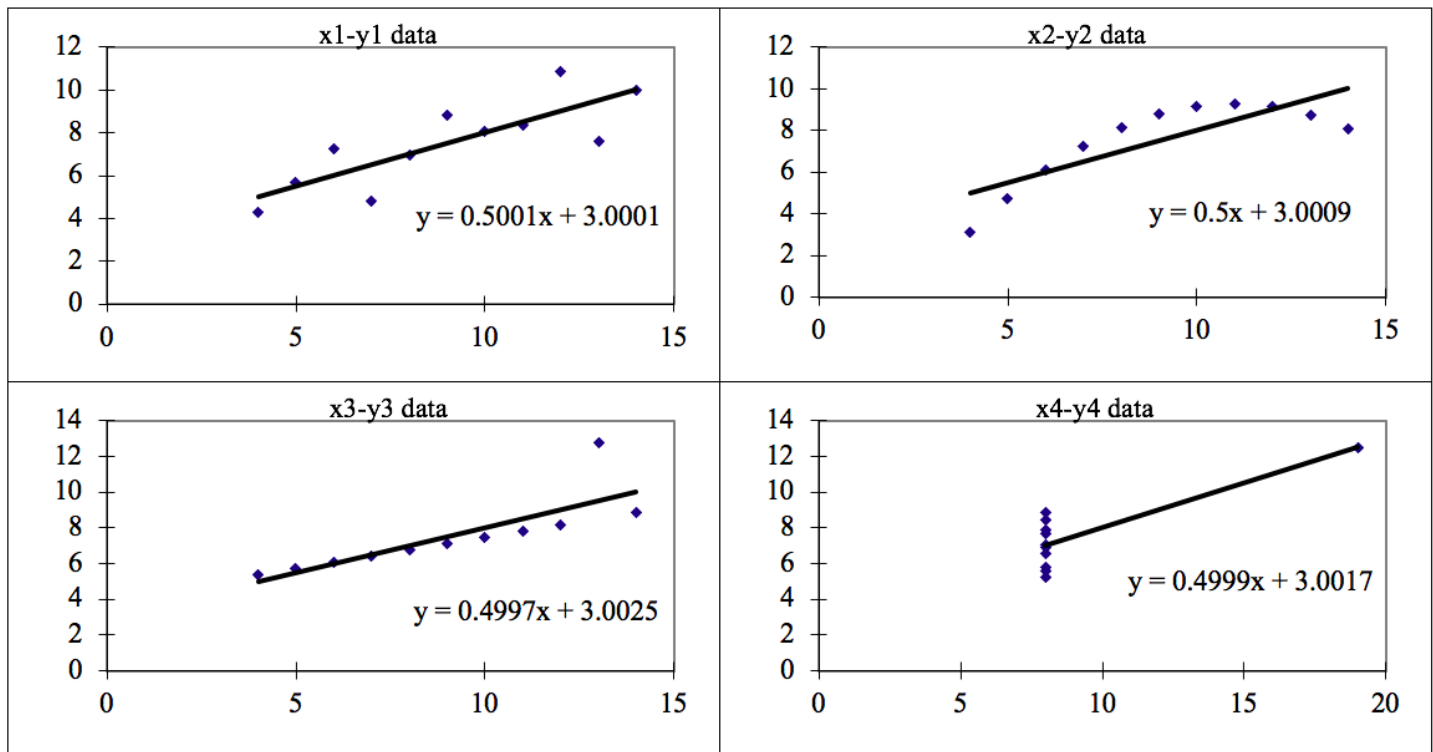 x1-y1 data
12
10
8
6
4
2
0
y = 0.5001x + 3.0001
0 5 10 15
x2-y2 data
12
10
8
6
4
2
0
y = 0.5x + 3.0009
0 5 10 15
x3-y3 data
14
12
10
8
6
4
2
0
y = 0.4997x + 3.0025
0 5 10 15
x4-y4 data
14
12
10
8
6
4
2
0
y = 0.4999x + 3.0017
0 5 10 15 20